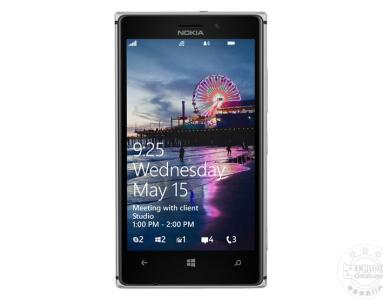 NOKIA
9:25
Wednesday
May 15
Meeting with client
Studio
1:00 PM - 2:00 PM
2 2 1 4 3